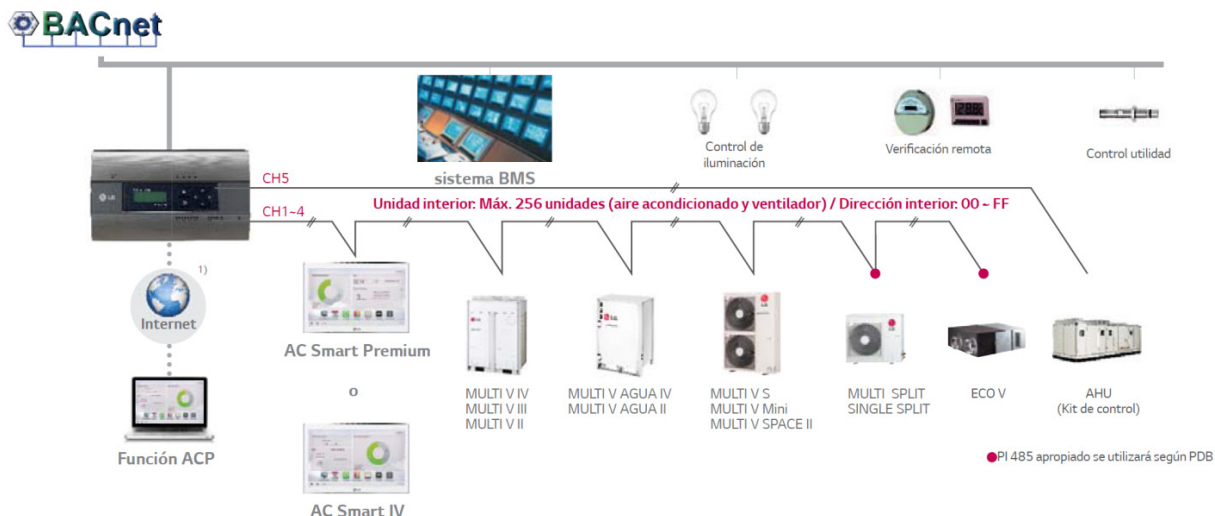 BACnet
Control de
iluminación
Verificación remota
Control utilidad
sistema BMS
CH5
CH1~4
Unidad interior: Máx. 256 unidades (aire acondicionado y ventilador) / Dirección interior: 00 ~ FF
LG
1)
Internet
AC Smart Premium
o
AC Smart IV
Función ACP
MULTI V IV
MULTI V III
MULTI V II
MULTI V AGUA IV
MULTI V AGUA II
MULTI V S
MULTI V Mini
MULTI V SPACE II
MULTI SPLIT
SINGLE SPLIT
ECO V
AHU
(Kit de control)
PI 485 apropiado se utilizará según PDB